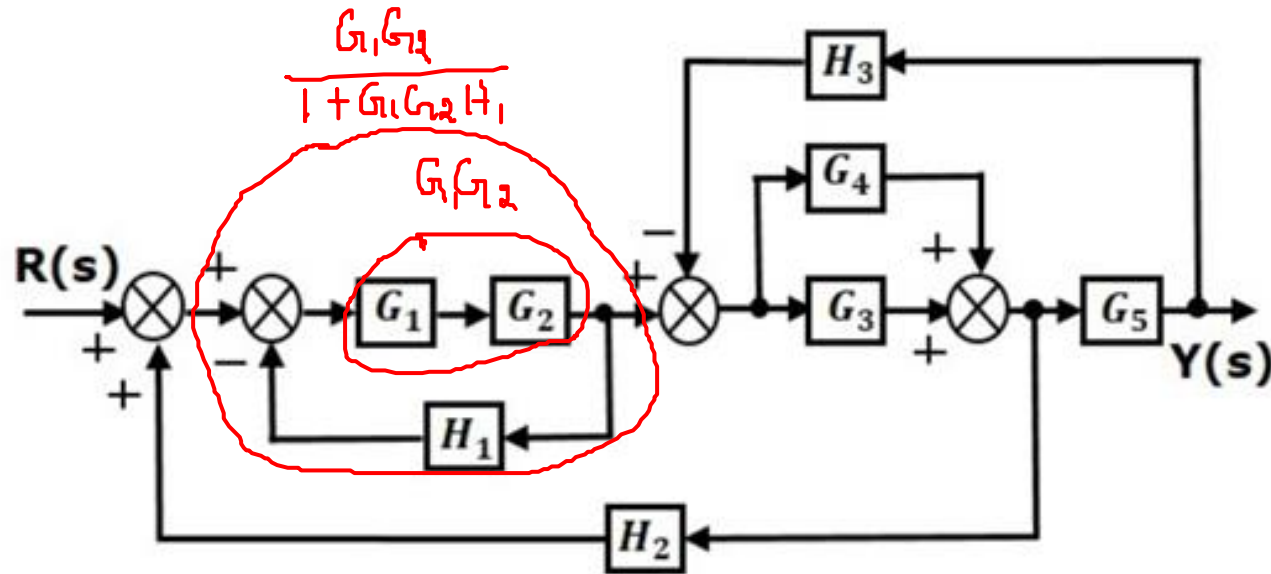 G₁G₂
1 + G₁G₂H₁
G₁G₂
H₃
G₄
R(s)
+
−
+
G₁
G₂
+
−
+
G₃
+
G₅
Y(s)
+
+
−
H₁
H₂